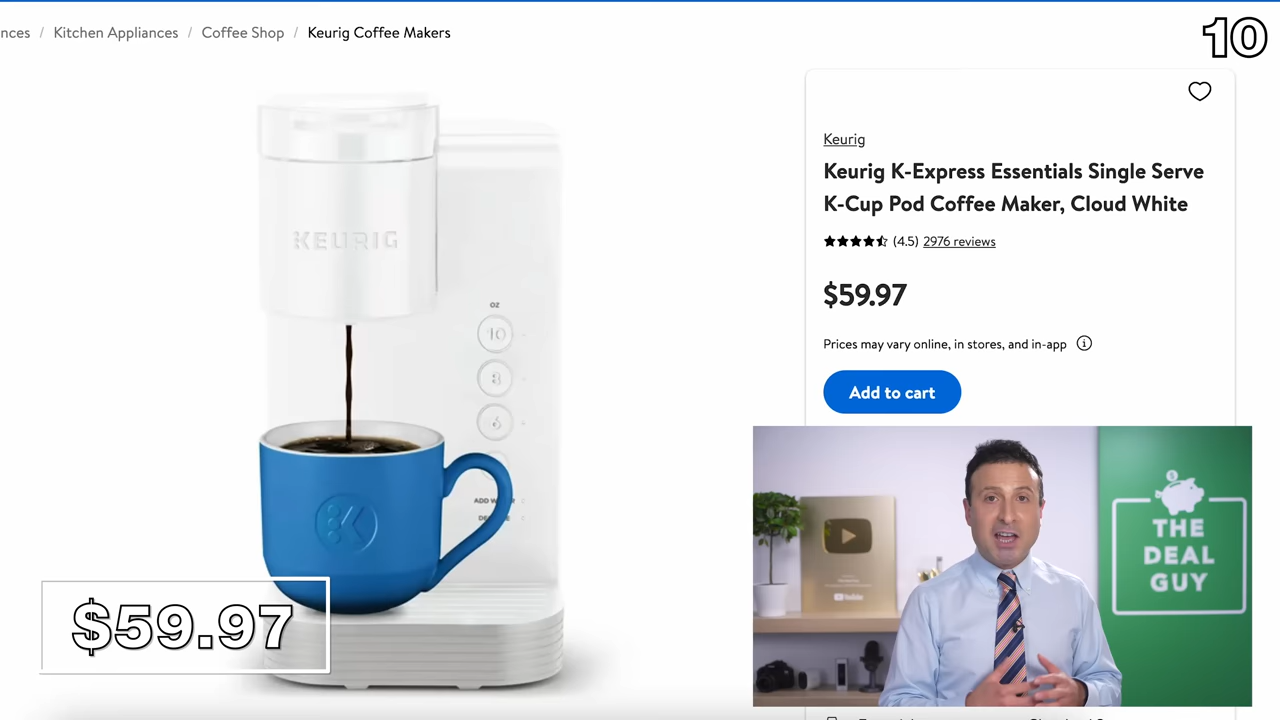 nces / Kitchen Appliances / Coffee Shop / Keurig Coffee Makers
10
Keurig
Keurig K-Express Essentials Single Serve
K-Cup Pod Coffee Maker, Cloud White
(4.5) 2976 reviews
$59.97
Prices may vary online, in stores, and in-app
Add to cart
KEURIG
OZ
10
8
6
K
$59.97
THE
DEAL
GUY
YouTube